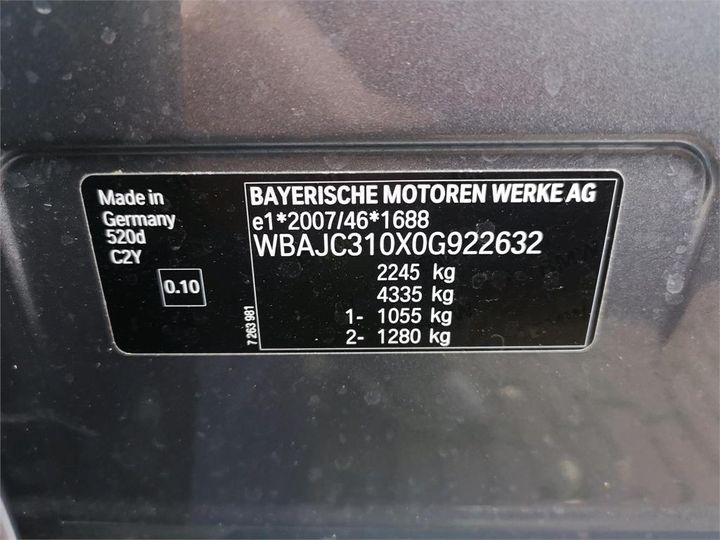 Made in
Germany
520d
C2Y
0.10
7 263 981
BAYERISCHE MOTOREN WERKE AG
e1*2007/46*1688
WBAJC310X0G922632
2245 kg
4335 kg
1- 1055 kg
2- 1280 kg